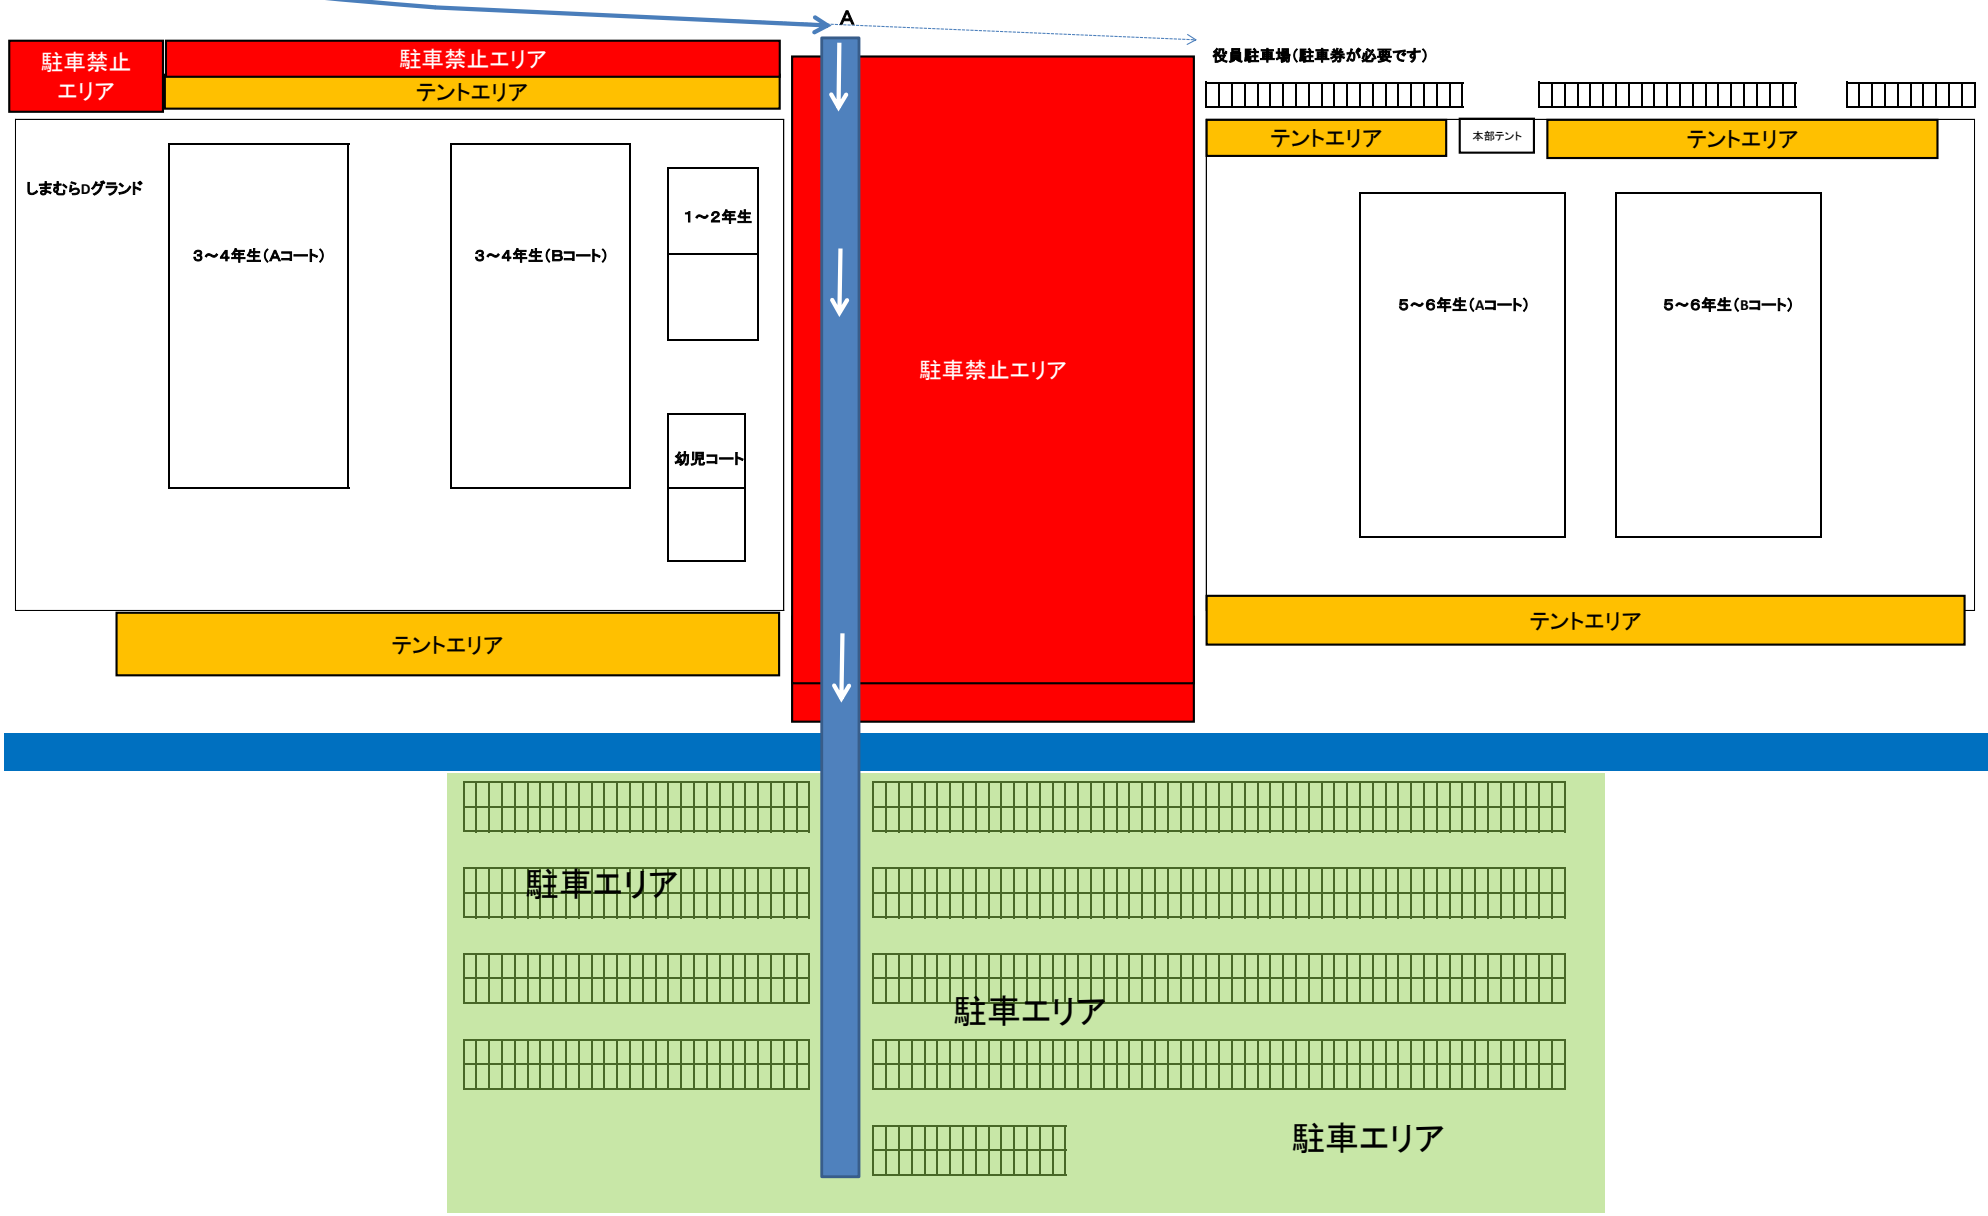 A
役員駐車場(駐車券が必要です)
駐車禁止
エリア
駐車禁止エリア
テントエリア
テントエリア
本部テント
テントエリア
しまむらDグランド
1～2年生
3～4年生(Aコート)
3～4年生(Bコート)
5～6年生(Aコート)
5～6年生(Bコート)
駐車禁止エリア
幼児コート
テントエリア
テントエリア
駐車エリア
駐車エリア
駐車エリア